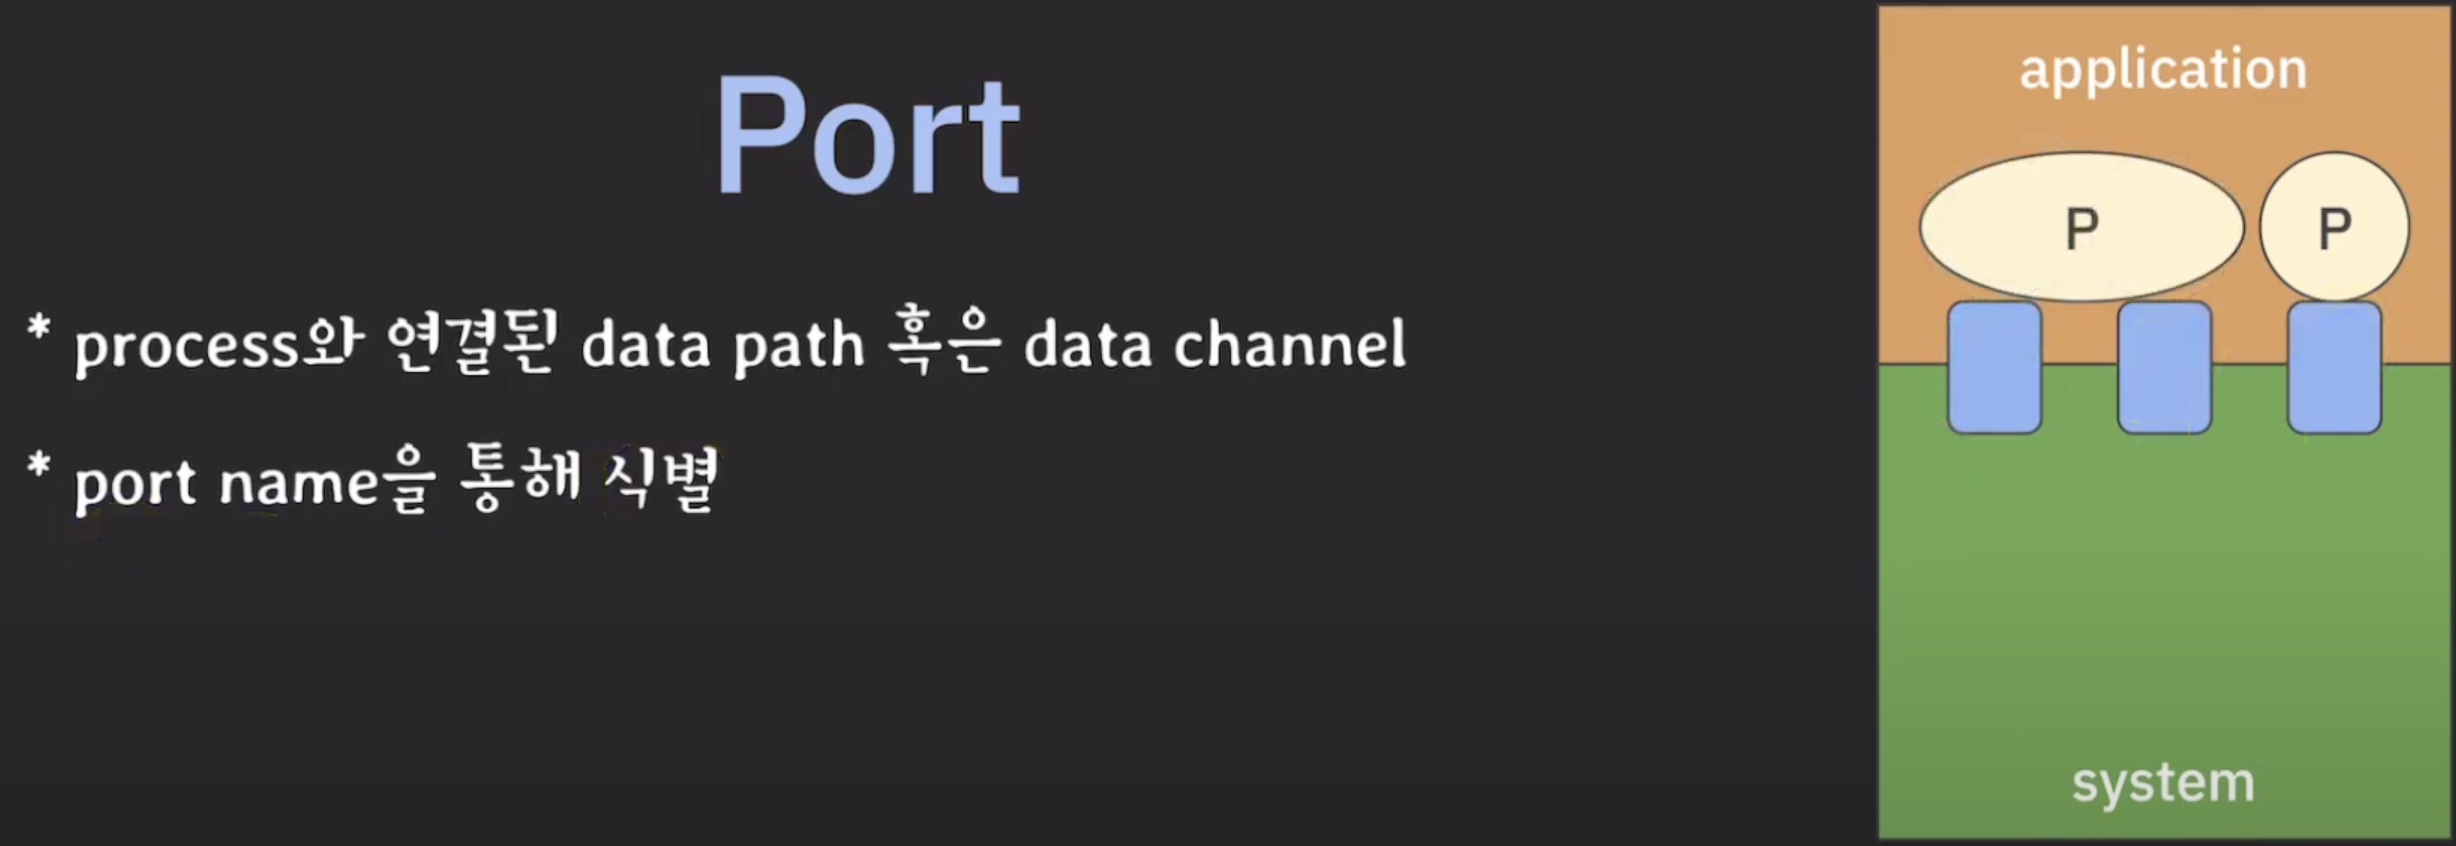 Port
* process와 연결된 data path 혹은 data channel
* port name을 통해 식별
application
P
P
system